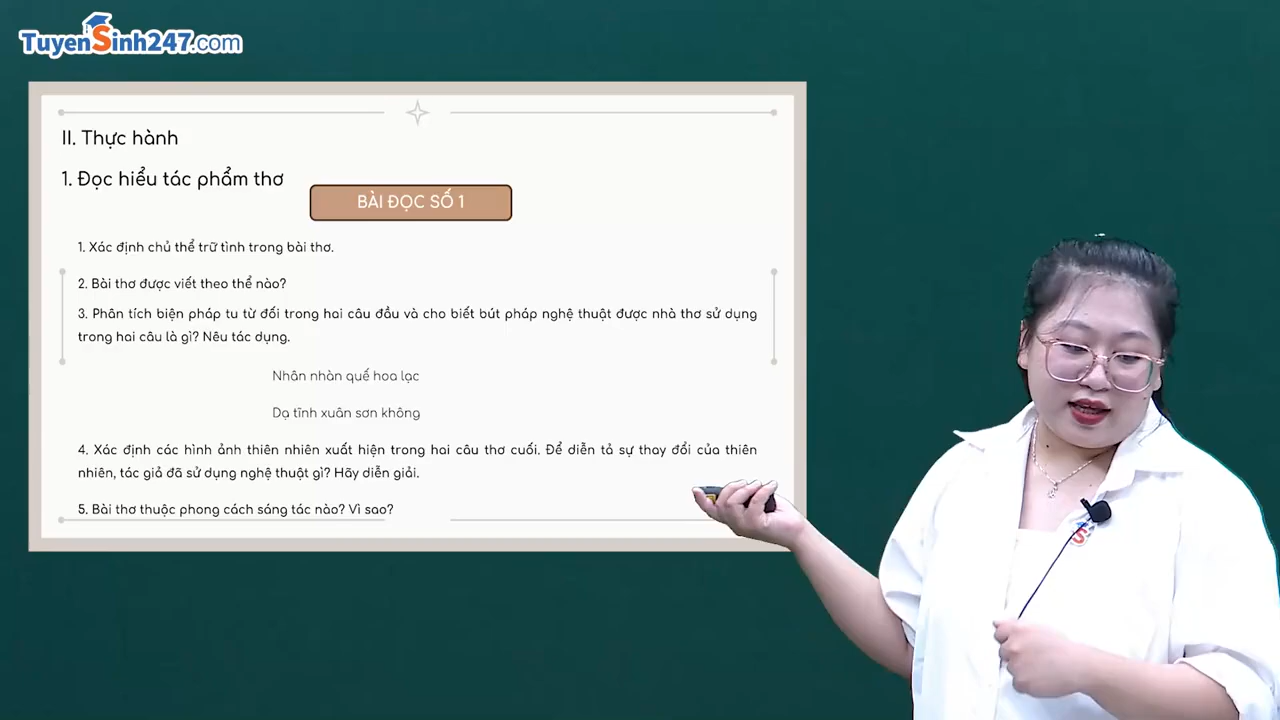 TuyenSinh247.com
II. Thực hành
1. Đọc hiểu tác phẩm thơ
BÀI ĐỌC SỐ 1
1. Xác định chủ thể trữ tình trong bài thơ.
2. Bài thơ được viết theo thể nào?
3. Phân tích biện pháp tu từ đối trong hai câu đầu và cho biết bút pháp nghệ thuật được nhà thơ sử dụng
trong hai câu là gì? Nêu tác dụng.
Nhân nhàn quế hoa lạc
Dạ tĩnh xuân sơn không
4. Xác định các hình ảnh thiên nhiên xuất hiện trong hai câu thơ cuối. Để diễn tả sự thay đổi của thiên
nhiên, tác giả đã sử dụng nghệ thuật gì? Hãy diễn giải.
5. Bài thơ thuộc phong cách sáng tác nào? Vì sao?
S